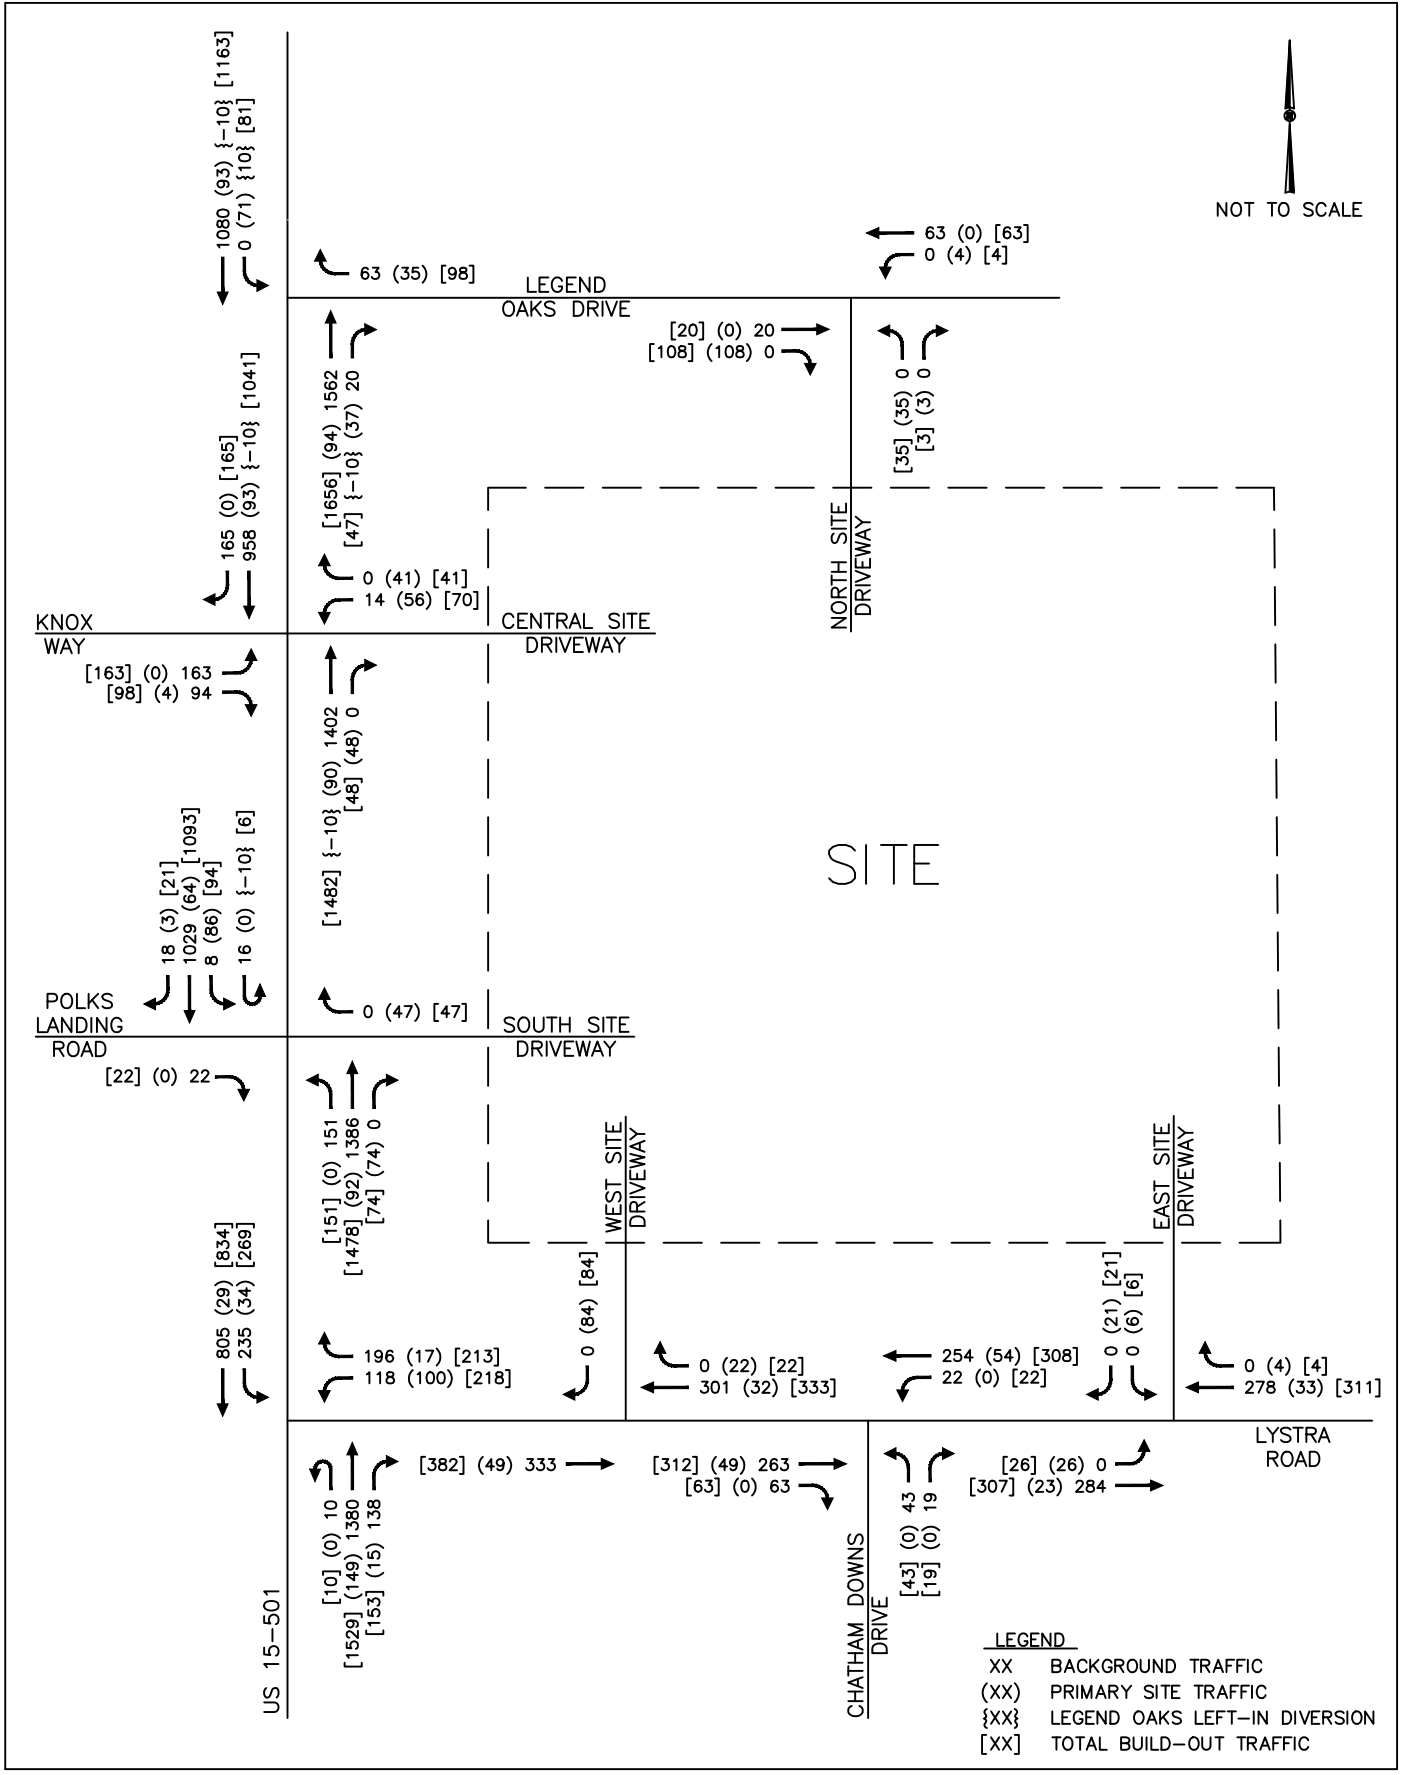 1080 (93) {-10} [1163]
0 (71) {10} [81]
NOT TO SCALE
63 (0) [63]
0 (4) [4]
63 (35) [98]
LEGEND
OAKS DRIVE
[20] (0) 20
[108] (108) 0
[1656] (94) 1562
[47] {-10} (37) 20
[35] (35) 0
[3] (3) 0
165 (0) [165]
958 (93) {-10} [1041]
NORTH SITE
DRIVEWAY
0 (41) [41]
14 (56) [70]
KNOX
WAY
CENTRAL SITE
DRIVEWAY
[163] (0) 163
[98] (4) 94
[1482] {-10} (90) 1402
[48] (48) 0
SITE
18 (3) [21]
1029 (64) [1093]
8 (86) [94]
16 (0) {-10} [6]
POLKS
LANDING
ROAD
0 (47) [47]
SOUTH SITE
DRIVEWAY
[22] (0) 22
[151] (0) 151
[1478] (92) 1386
[74] (74) 0
WEST SITE
DRIVEWAY
EAST SITE
DRIVEWAY
805 (29) [834]
235 (34) [269]
0 (84) [84]
0 (21) [21]
0 (6) [6]
196 (17) [213]
118 (100) [218]
0 (22) [22]
301 (32) [333]
254 (54) [308]
22 (0) [22]
0 (4) [4]
278 (33) [311]
LYSTRA
ROAD
[10] (0) 10
[1529] (149) 1380
[153] (15) 138
[382] (49) 333
[312] (49) 263
[63] (0) 63
[43] (0) 43
[19] (0) 19
[26] (26) 0
[307] (23) 284
US 15-501
CHATHAM DOWNS
DRIVE
LEGEND
XX BACKGROUND TRAFFIC
(XX) PRIMARY SITE TRAFFIC
{XX} LEGEND OAKS LEFT-IN DIVERSION
[XX] TOTAL BUILD-OUT TRAFFIC